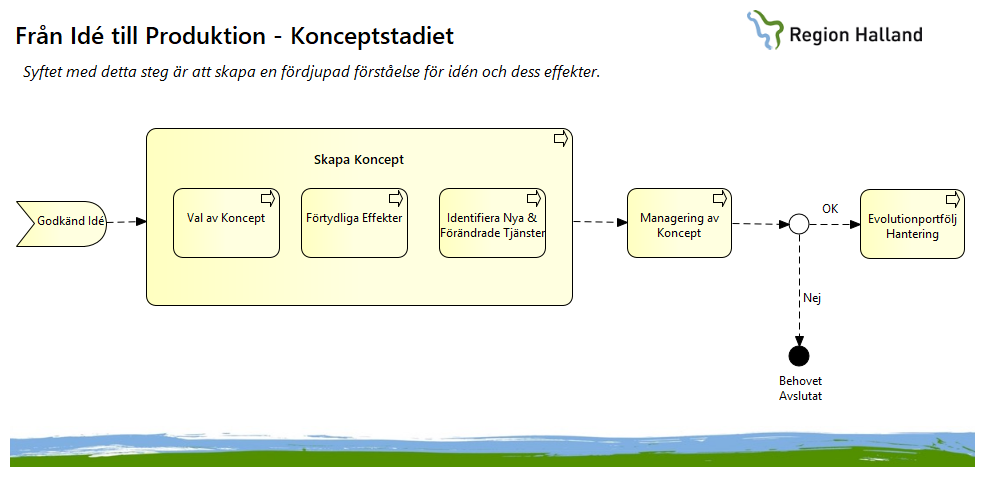 Från Idé till Produktion - Konceptstadiet
Region Halland
Syftet med detta steg är att skapa en fördjupad förståelse för idén och dess effekter.
Godkänd Idé
Skapa Koncept
Val av Koncept
Förtydliga Effekter
Identifiera Nya &
Förändrade Tjänster
Managering av
Koncept
OK
Evolutionportfölj
Hantering
Nej
Behovet
Avslutat